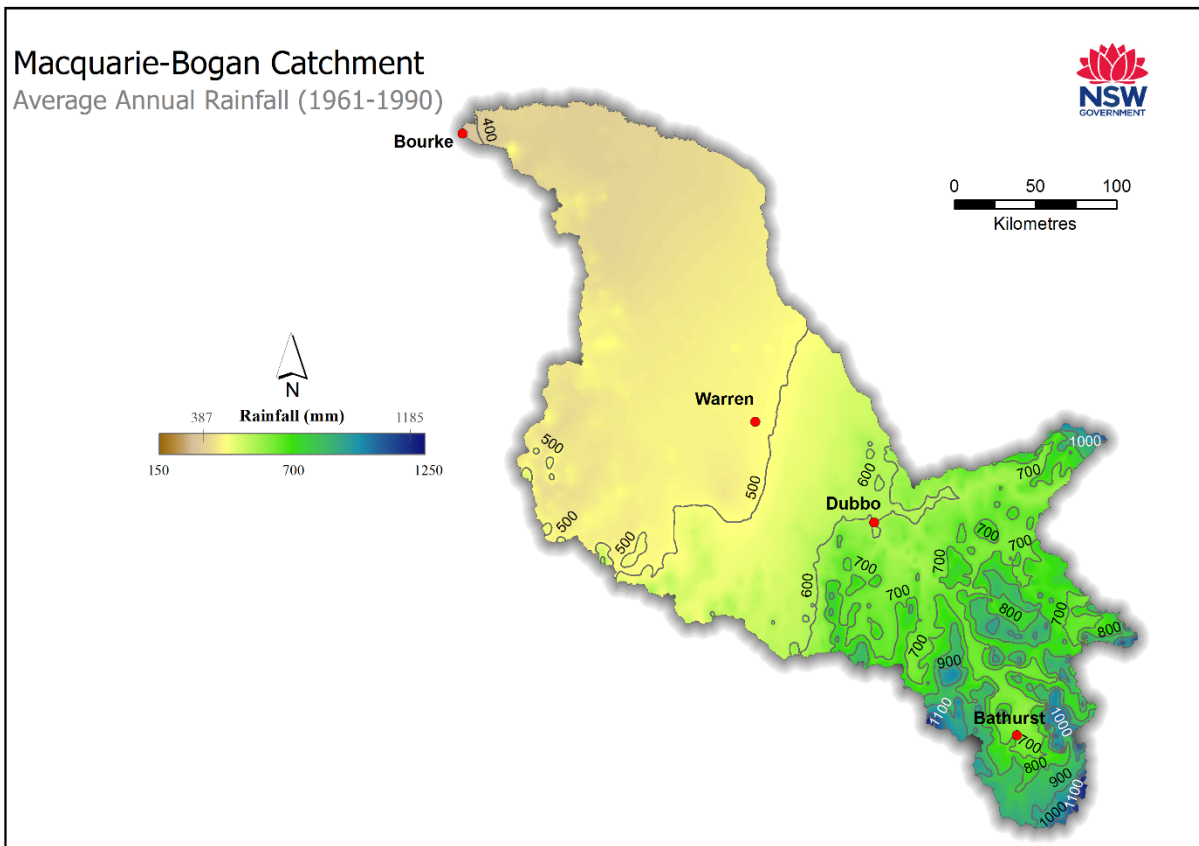 Macquarie-Bogan Catchment
Average Annual Rainfall (1961-1990)
NSW
GOVERNMENT
400
Bourke
0 50 100
Kilometres
N
387 Rainfall (mm) 1185
150 700 1250
Warren
500
500
500
500
600
Dubbo
600
1000
700
700
700
700
700
700
700
700
800
800
900
1100
1000
Bathurst
700
800
900
1100
1000